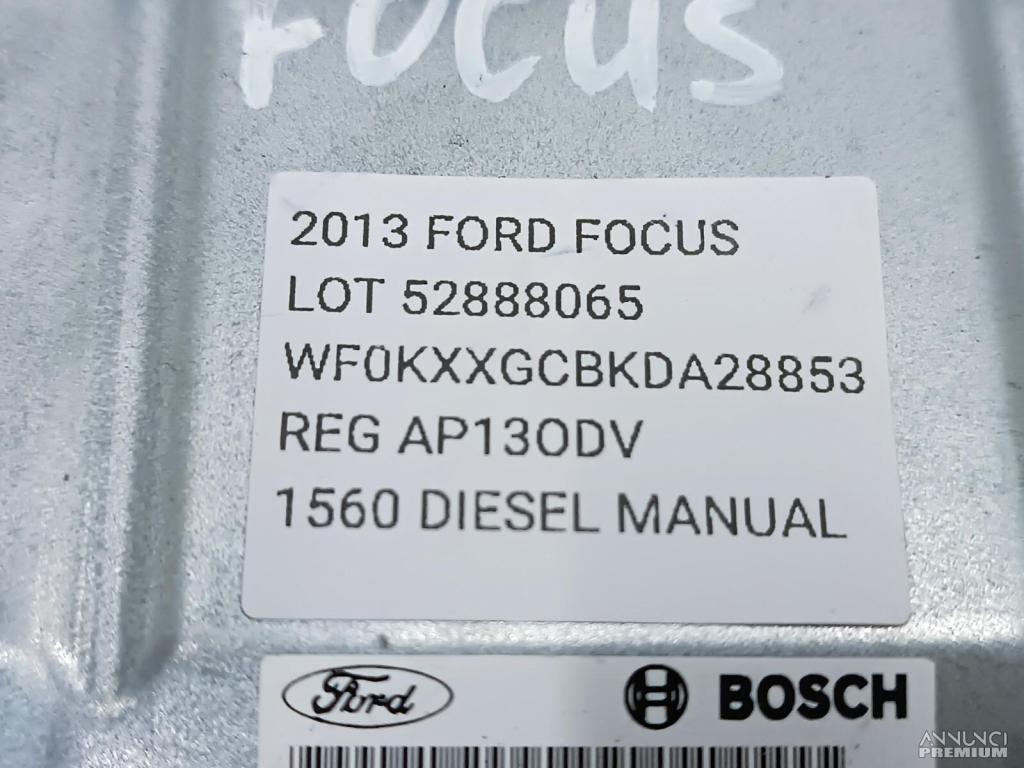 FOCUS
2013 FORD FOCUS
LOT 52888065
WF0KXXGCBKDA28853
REG AP13ODV
1560 DIESEL MANUAL
Ford BOSCH
ANNUNCI
PREMIUM